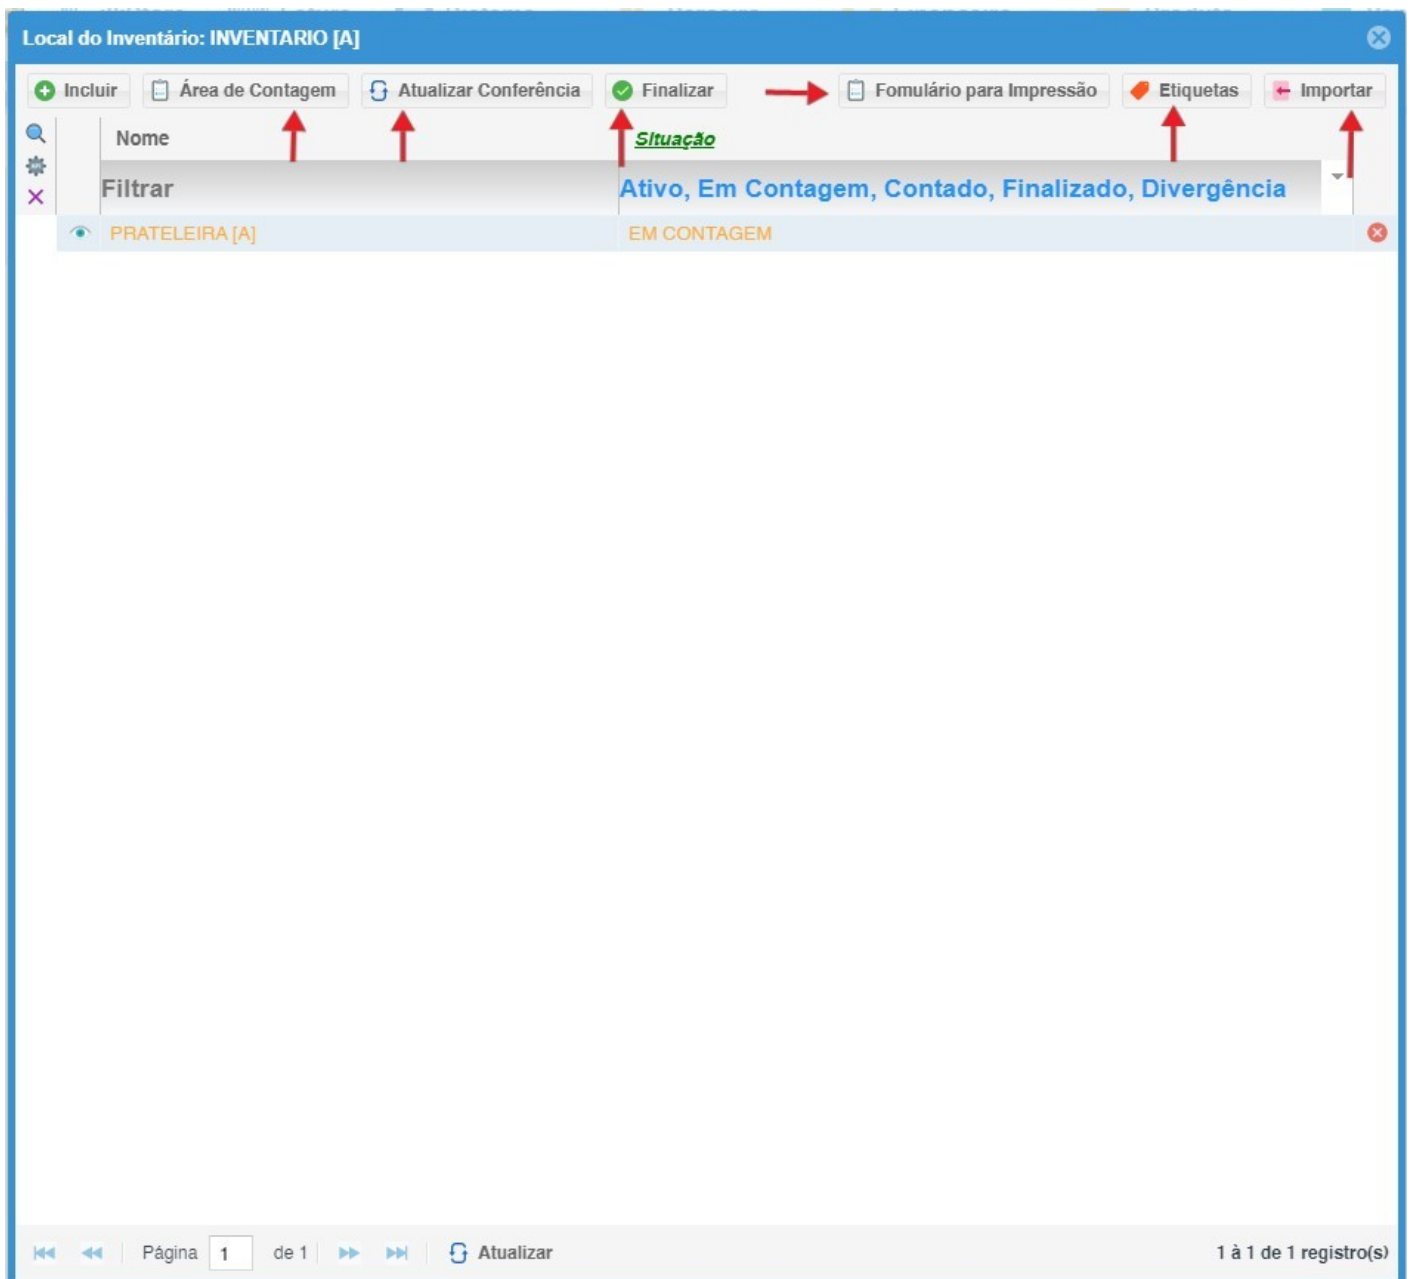 Local do Inventário: INVENTARIO [A]
Incluir Área de Contagem Atualizar Conferência Finalizar Fomulário para Impressão Etiquetas Importar
Nome Situação
Filtrar Ativo, Em Contagem, Contado, Finalizado, Divergência
PRATELEIRA [A] EM CONTAGEM
Página 1 de 1 Atualizar 1 à 1 de 1 registro(s)